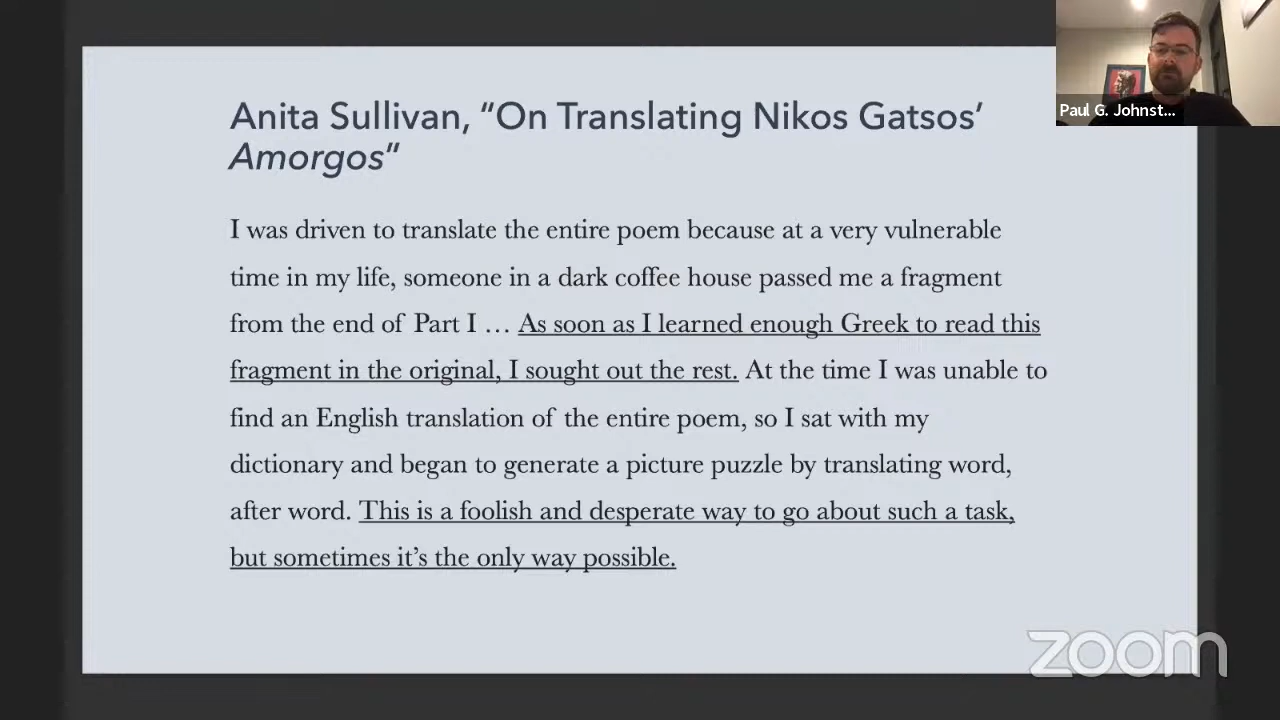 Anita Sullivan, “On Translating Nikos Gatsos’
Amorgos”
I was driven to translate the entire poem because at a very vulnerable
time in my life, someone in a dark coffee house passed me a fragment
from the end of Part I … As soon as I learned enough Greek to read this
fragment in the original, I sought out the rest. At the time I was unable to
find an English translation of the entire poem, so I sat with my
dictionary and began to generate a picture puzzle by translating word,
after word. This is a foolish and desperate way to go about such a task,
but sometimes it’s the only way possible.
Paul G. Johnst...
zoom